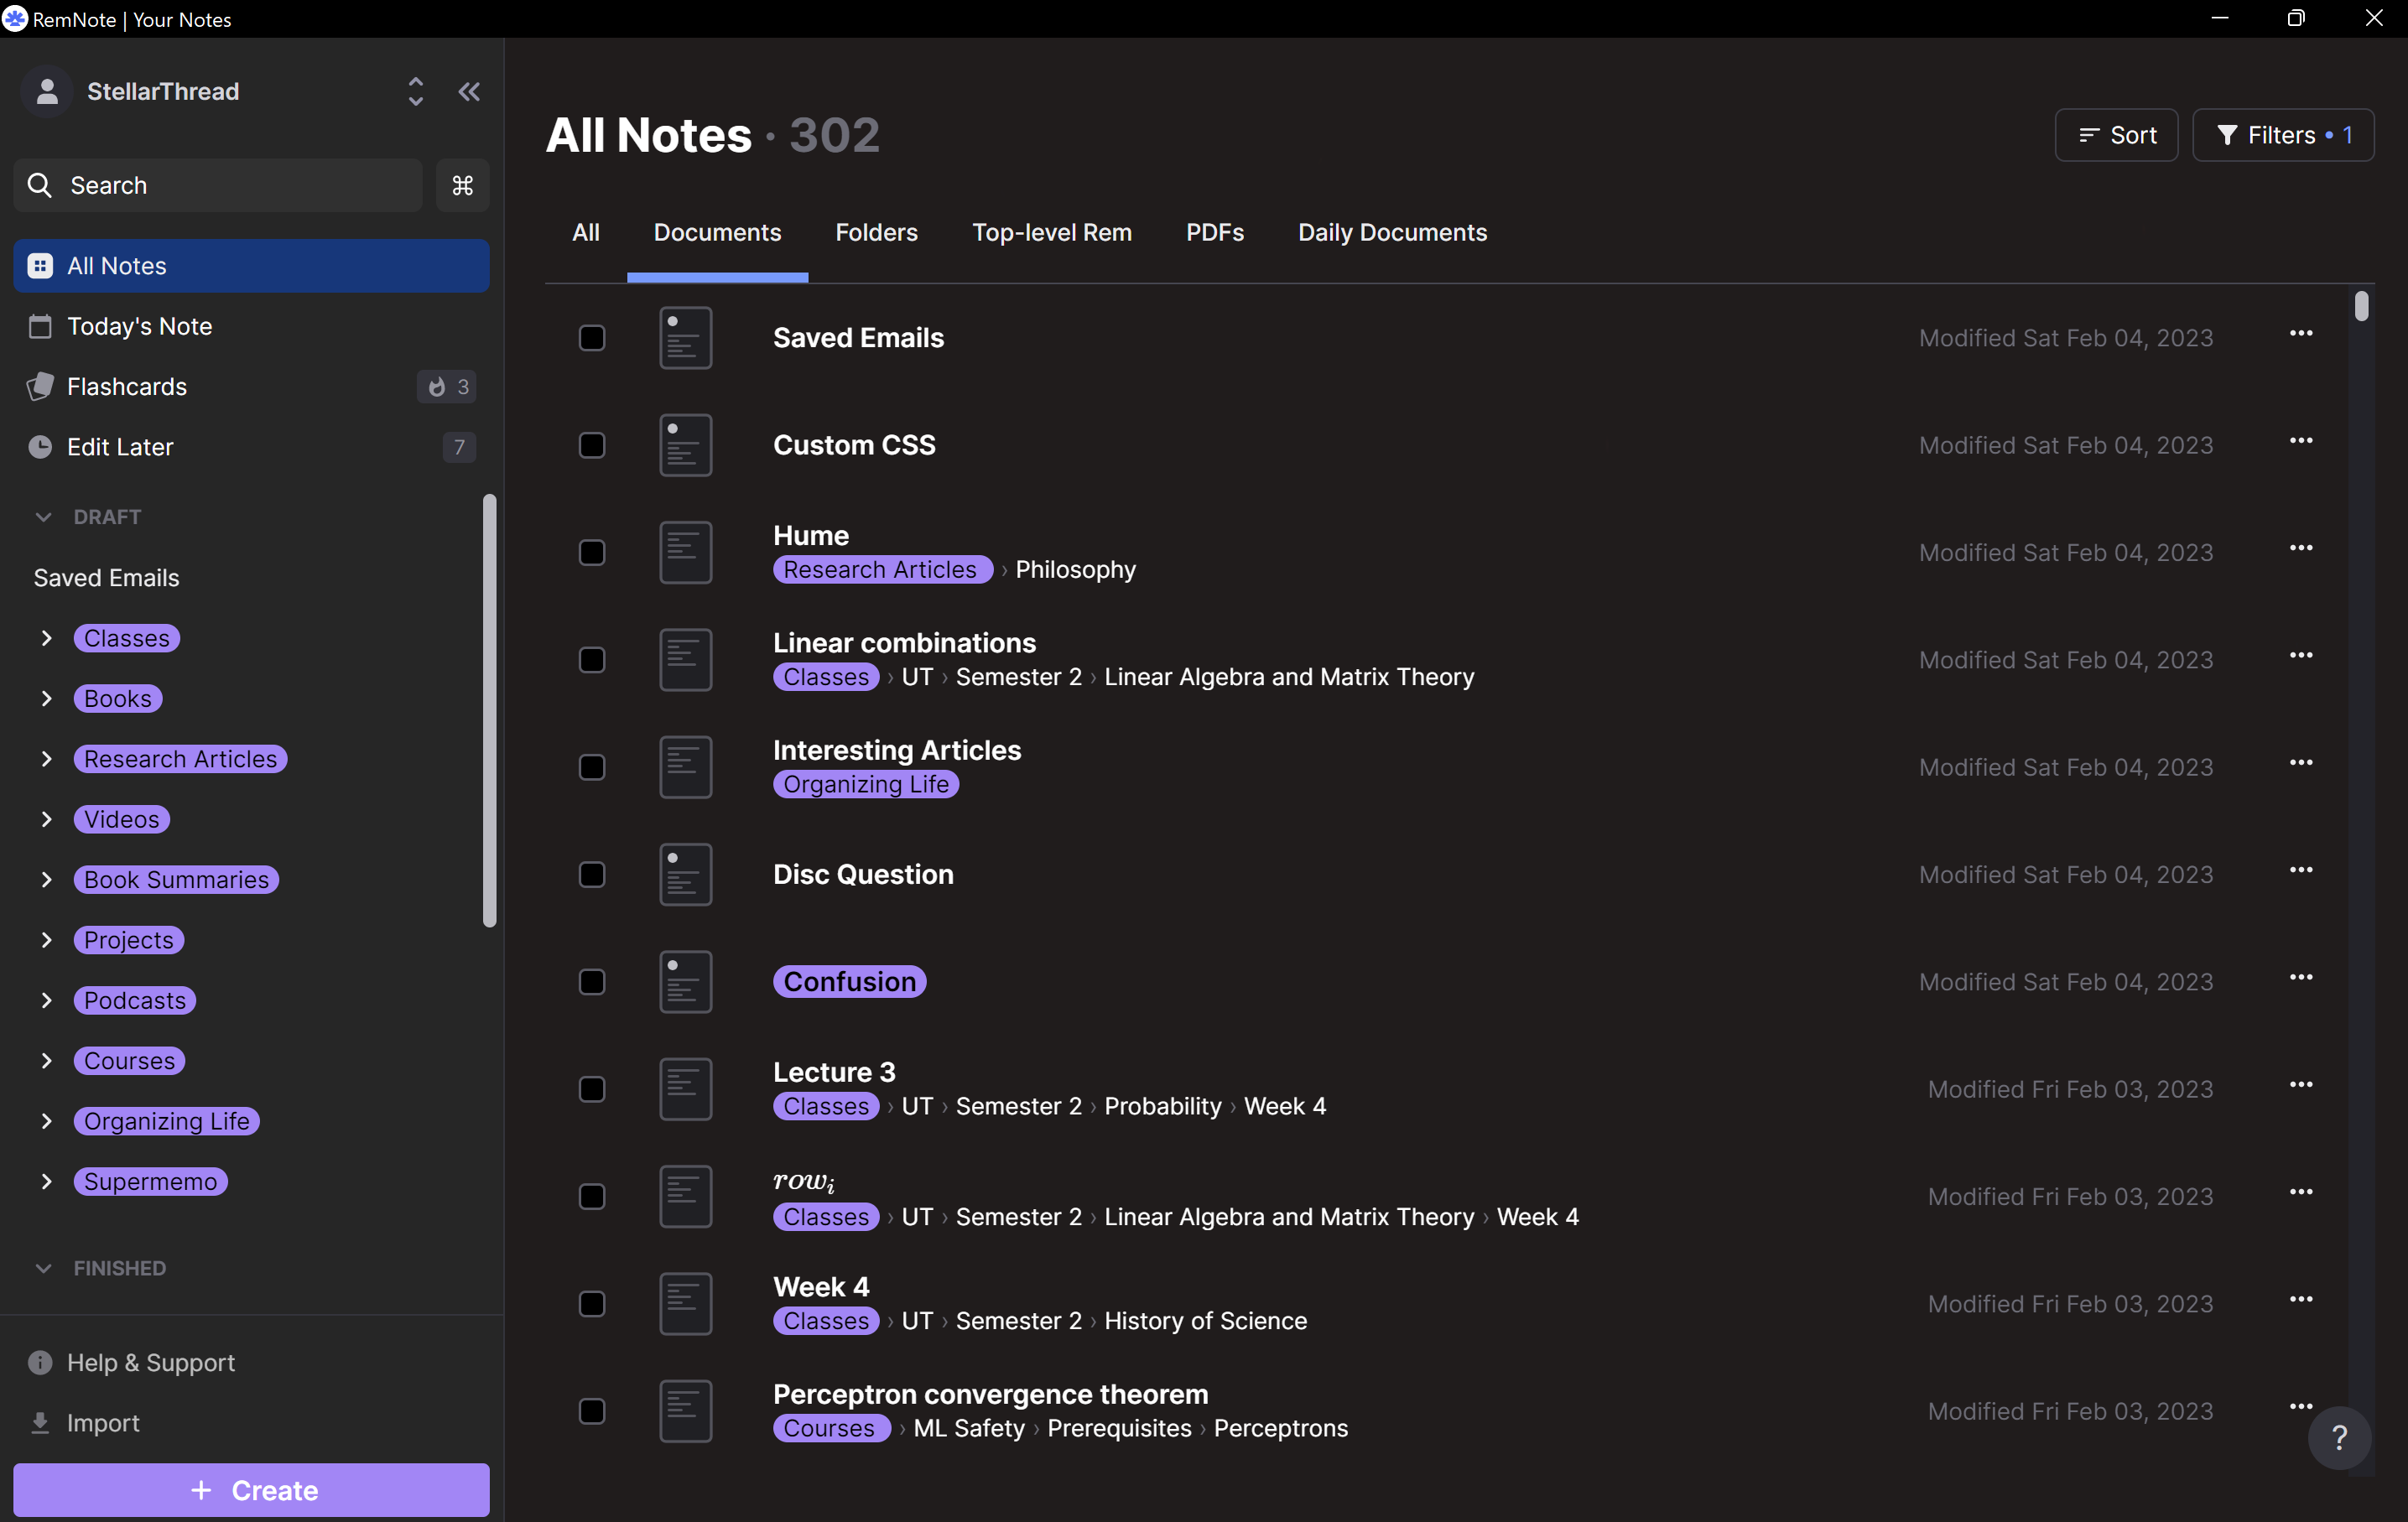 RemNote | Your Notes
StellarThread
Search
⌘
All Notes
Today's Note
Flashcards
3
Edit Later
7
DRAFT
Saved Emails
Classes
Books
Research Articles
Videos
Book Summaries
Projects
Podcasts
Courses
Organizing Life
Supermemo
FINISHED
Help & Support
Import
+ Create
All Notes · 302
Sort
Filters • 1
All Documents Folders Top-level Rem PDFs Daily Documents
Saved Emails
Modified Sat Feb 04, 2023
Custom CSS
Modified Sat Feb 04, 2023
Hume
Research Articles › Philosophy
Modified Sat Feb 04, 2023
Linear combinations
Classes › UT › Semester 2 › Linear Algebra and Matrix Theory
Modified Sat Feb 04, 2023
Interesting Articles
Organizing Life
Modified Sat Feb 04, 2023
Disc Question
Modified Sat Feb 04, 2023
Confusion
Modified Sat Feb 04, 2023
Lecture 3
Classes › UT › Semester 2 › Probability › Week 4
Modified Fri Feb 03, 2023
rowᵢ
Classes › UT › Semester 2 › Linear Algebra and Matrix Theory › Week 4
Modified Fri Feb 03, 2023
Week 4
Classes › UT › Semester 2 › History of Science
Modified Fri Feb 03, 2023
Perceptron convergence theorem
Courses › ML Safety › Prerequisites › Perceptrons
Modified Fri Feb 03, 2023
?